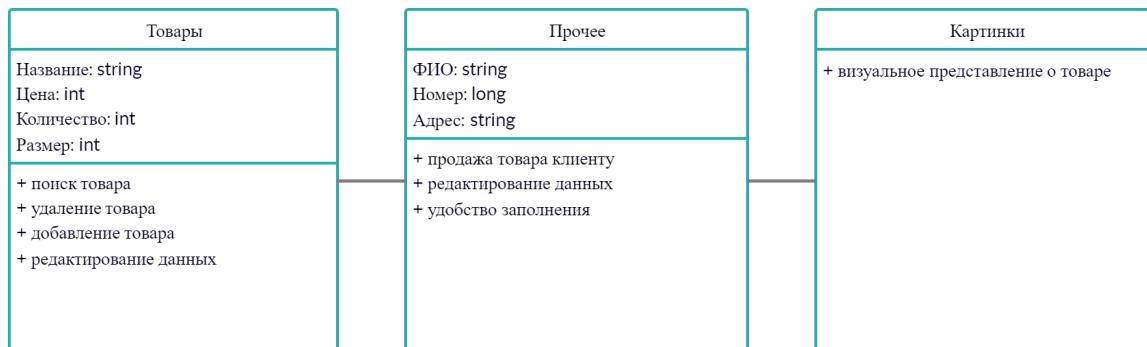 Товары
Название: string
Цена: int
Количество: int
Размер: int
+ поиск товара
+ удаление товара
+ добавление товара
+ редактирование данных
Прочее
ФИО: string
Номер: long
Адрес: string
+ продажа товара клиенту
+ редактирование данных
+ удобство заполнения
Картинки
+ визуальное представление о товаре